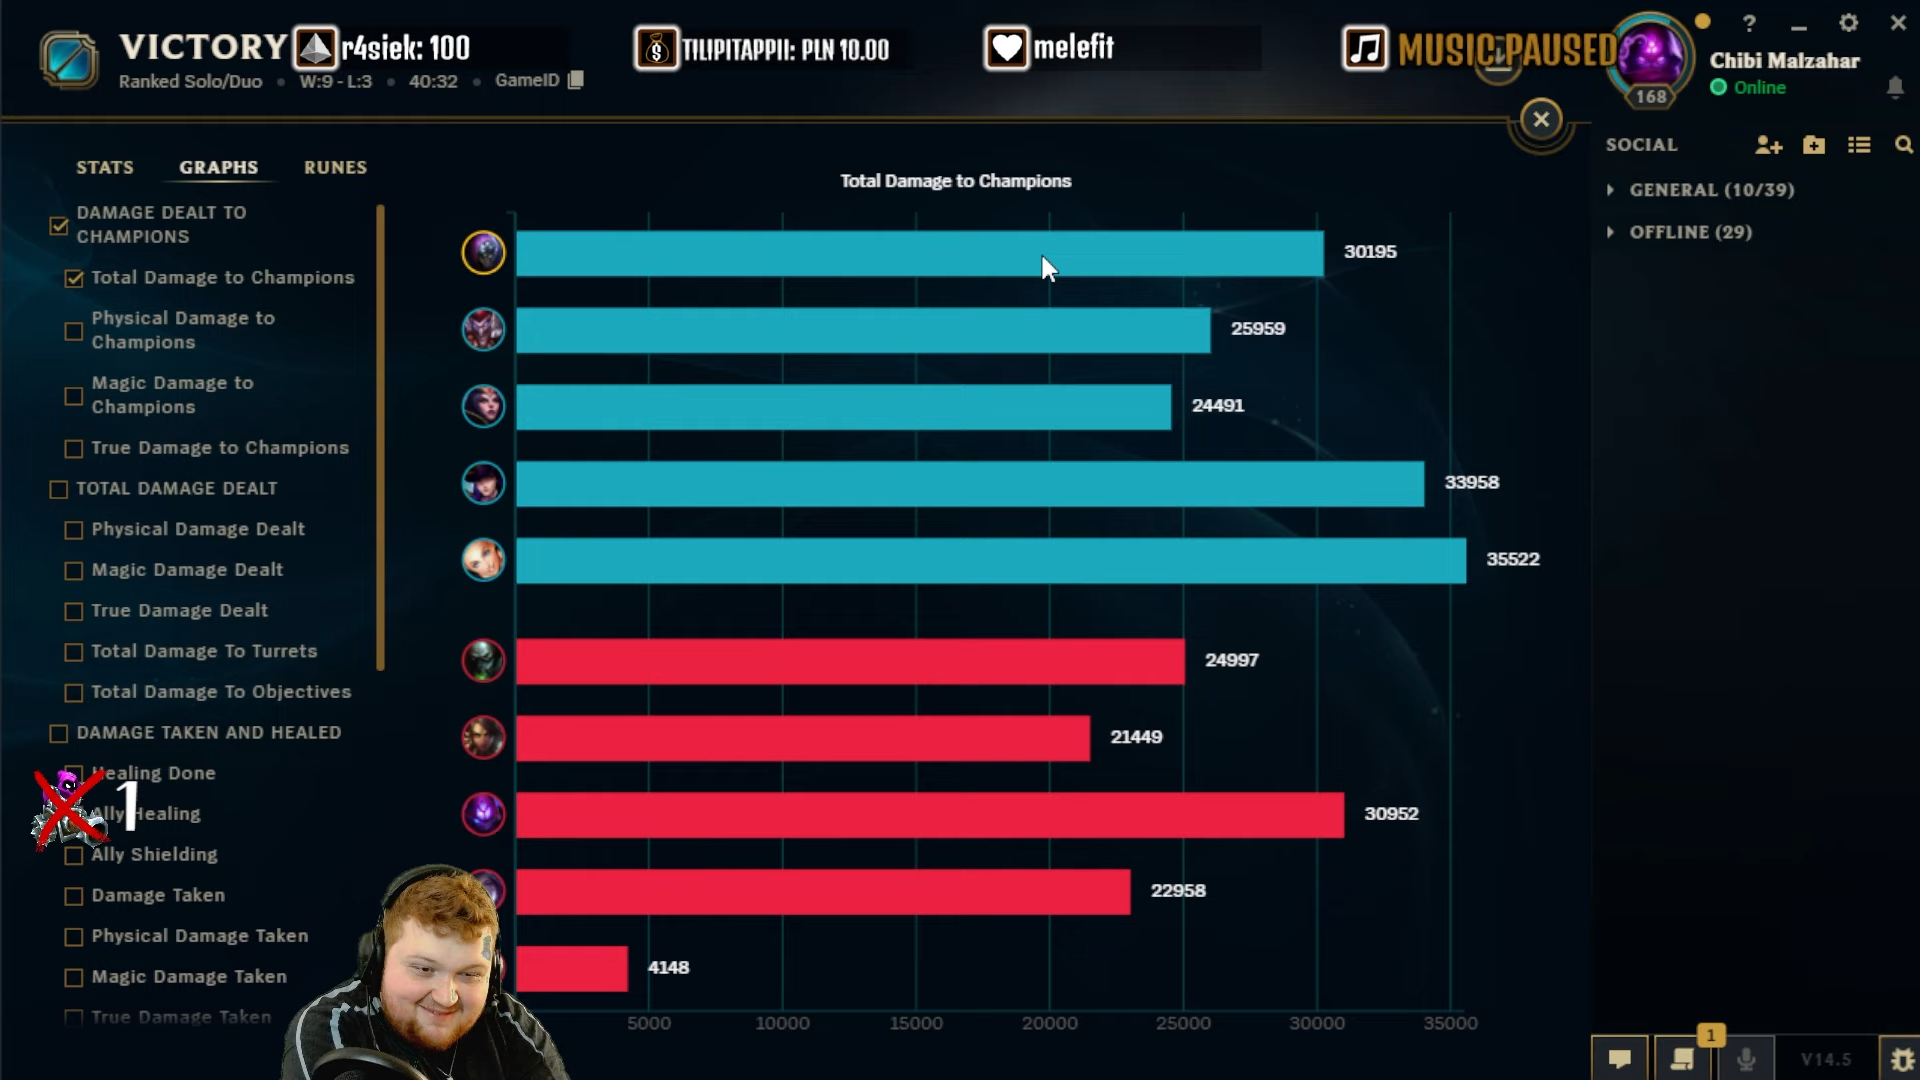 VICTORY
r4siek: 100
TILIPITAPPII: PLN 10.00
melefit
MUSIC PAUSED
Ranked Solo/Duo • W:9 - L:3 • 40:32 • GameID
?
Chibi Malzahar
Online
168
STATS
GRAPHS
RUNES
SOCIAL
GENERAL (10/39)
OFFLINE (29)
DAMAGE DEALT TO
CHAMPIONS
Total Damage to Champions
Physical Damage to
Champions
Magic Damage to
Champions
True Damage to Champions
TOTAL DAMAGE DEALT
Physical Damage Dealt
Magic Damage Dealt
True Damage Dealt
Total Damage To Turrets
Total Damage To Objectives
DAMAGE TAKEN AND HEALED
Healing Done
Ally Healing
1
Ally Shielding
Damage Taken
Physical Damage Taken
Magic Damage Taken
True Damage Taken
Total Damage to Champions
30195
25959
24491
33958
35522
24997
21449
30952
22958
4148
5000
10000
15000
20000
25000
30000
35000
1
V14.5